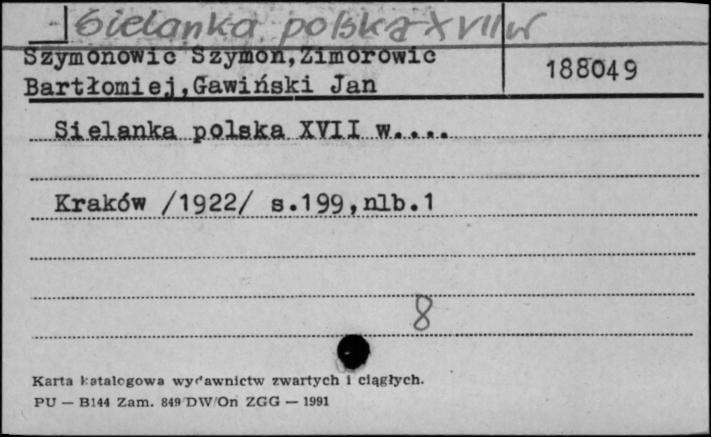 Sielanka polska XVII w
Szymonowic Szymon,Zimorowic
Bartłomiej,Gawiński Jan
188049
Sielanka polska XVII w....
Kraków /1922/ s.199,nlb.1
8
Karta katalogowa wydawnictw zwartych i ciągłych.
PU — B144 Zam. 849/DW/On ZGG — 1991